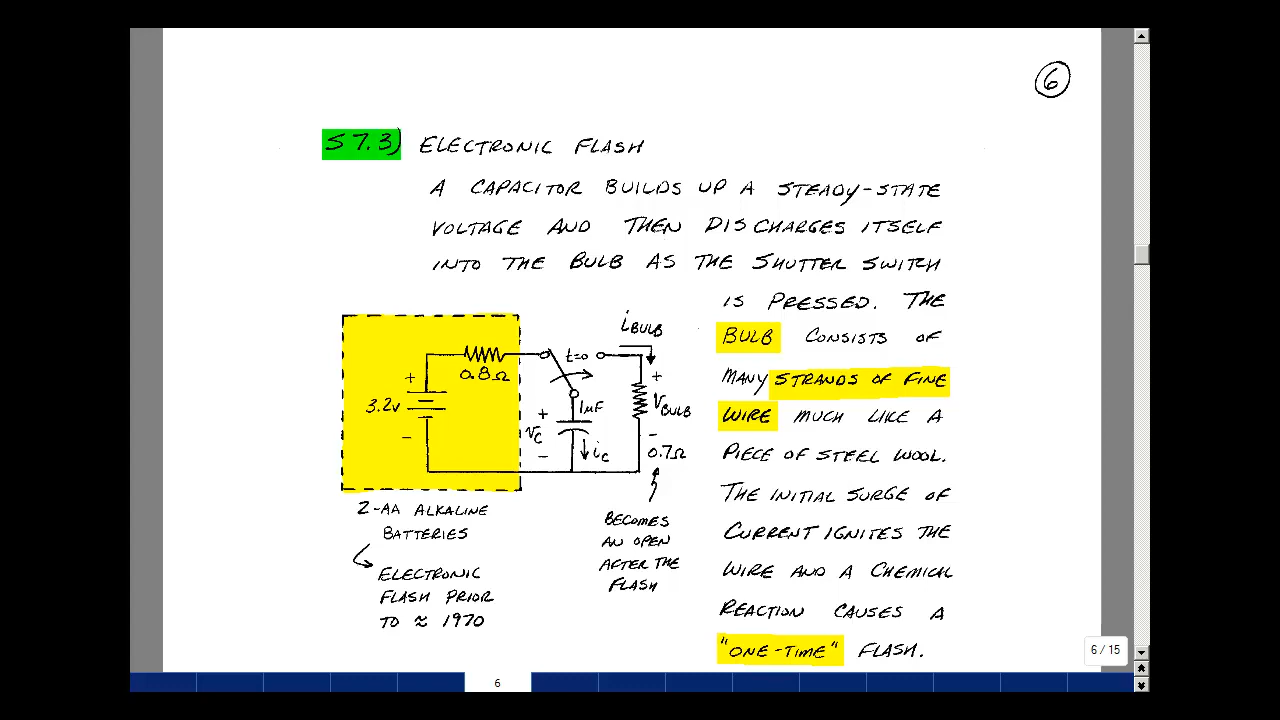 6
S7.3) ELECTRONIC FLASH
A CAPACITOR BUILDS UP A STEADY-STATE
VOLTAGE AND THEN DISCHARGES ITSELF
INTO THE BULB AS THE SHUTTER SWITCH
IS PRESSED. THE
BULB CONSISTS OF
MANY STRANDS OF FINE
WIRE MUCH LIKE A
PIECE OF STEEL WOOL.
THE INITIAL SURGE OF
CURRENT IGNITES THE
WIRE AND A CHEMICAL
REACTION CAUSES A
"ONE-TIME" FLASH.
iBULB
t=0
+
0.8Ω
+
3.2V
-
1μF
+
VC
-
iC
VBULB
-
0.7Ω
2-AA ALKALINE
BATTERIES
ELECTRONIC
FLASH PRIOR
TO ≈ 1970
BECOMES
AN OPEN
AFTER THE
FLASH
6 / 15
6